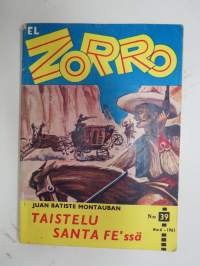 EL
ZORRO
JUAN BATISTE MONTAUBAN
No 39
TAISTELU
SANTA FE'ssä